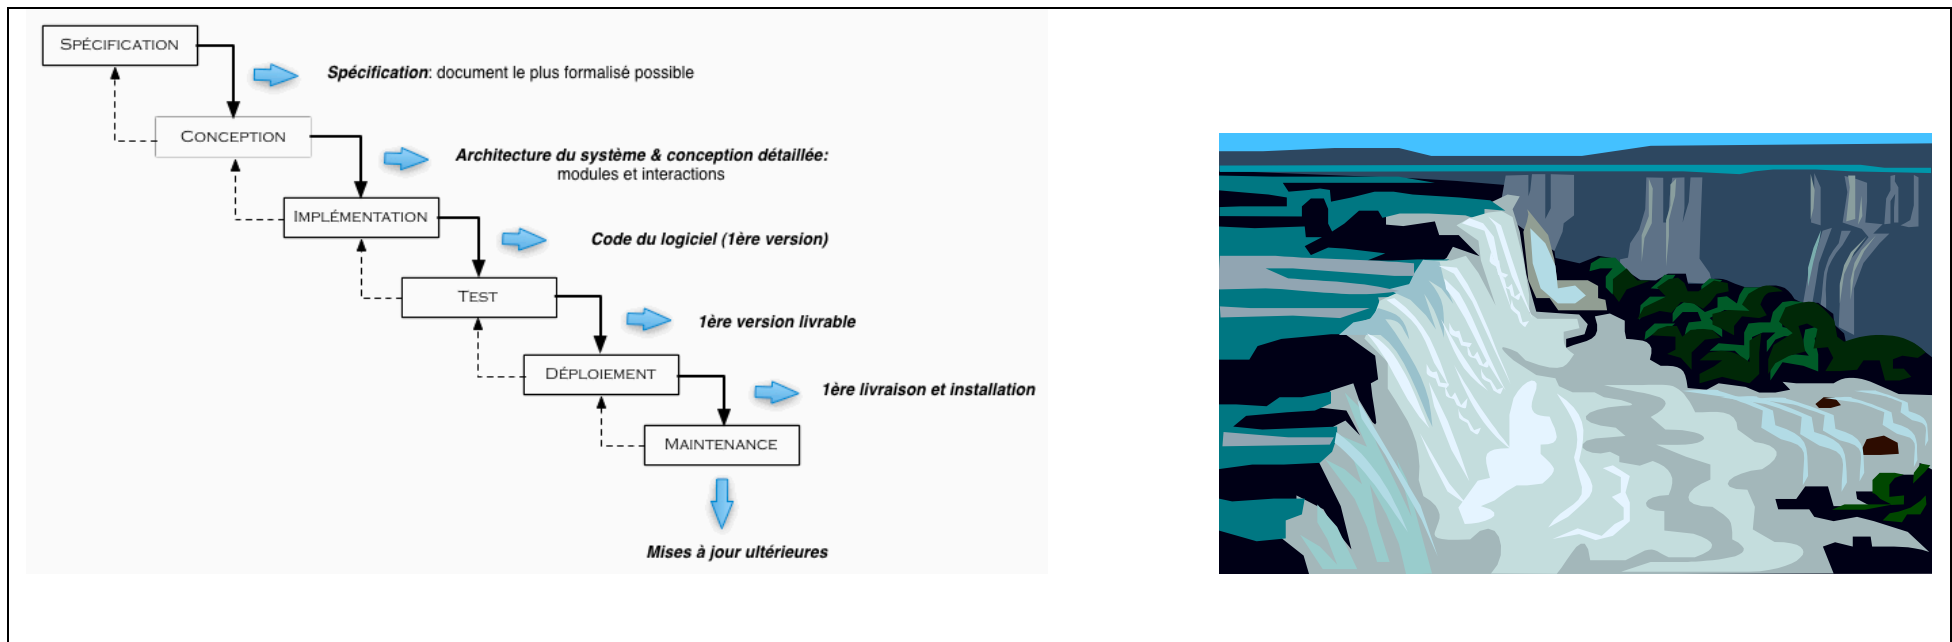 SPÉCIFICATION
Spécification: document le plus formalisé possible
CONCEPTION
Architecture du système & conception détaillée:
modules et interactions
IMPLÉMENTATION
Code du logiciel (1ère version)
TEST
1ère version livrable
DÉPLOIEMENT
1ère livraison et installation
MAINTENANCE
Mises à jour ultérieures